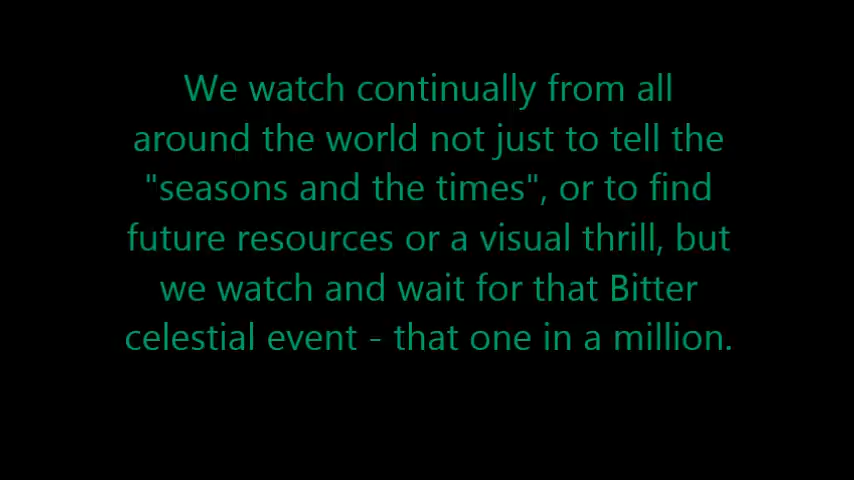 We watch continually from all
around the world not just to tell the
"seasons and the times", or to find
future resources or a visual thrill, but
we watch and wait for that Bitter
celestial event - that one in a million.